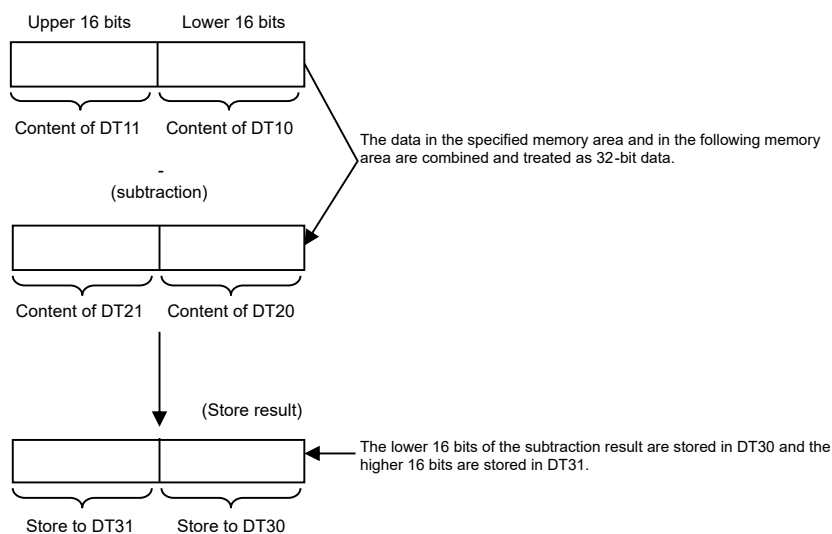 Upper 16 bits Lower 16 bits
Content of DT11 Content of DT10
The data in the specified memory area and in the following memory
area are combined and treated as 32-bit data.
-
(subtraction)
Content of DT21 Content of DT20
(Store result)
The lower 16 bits of the subtraction result are stored in DT30 and the
higher 16 bits are stored in DT31.
Store to DT31 Store to DT30